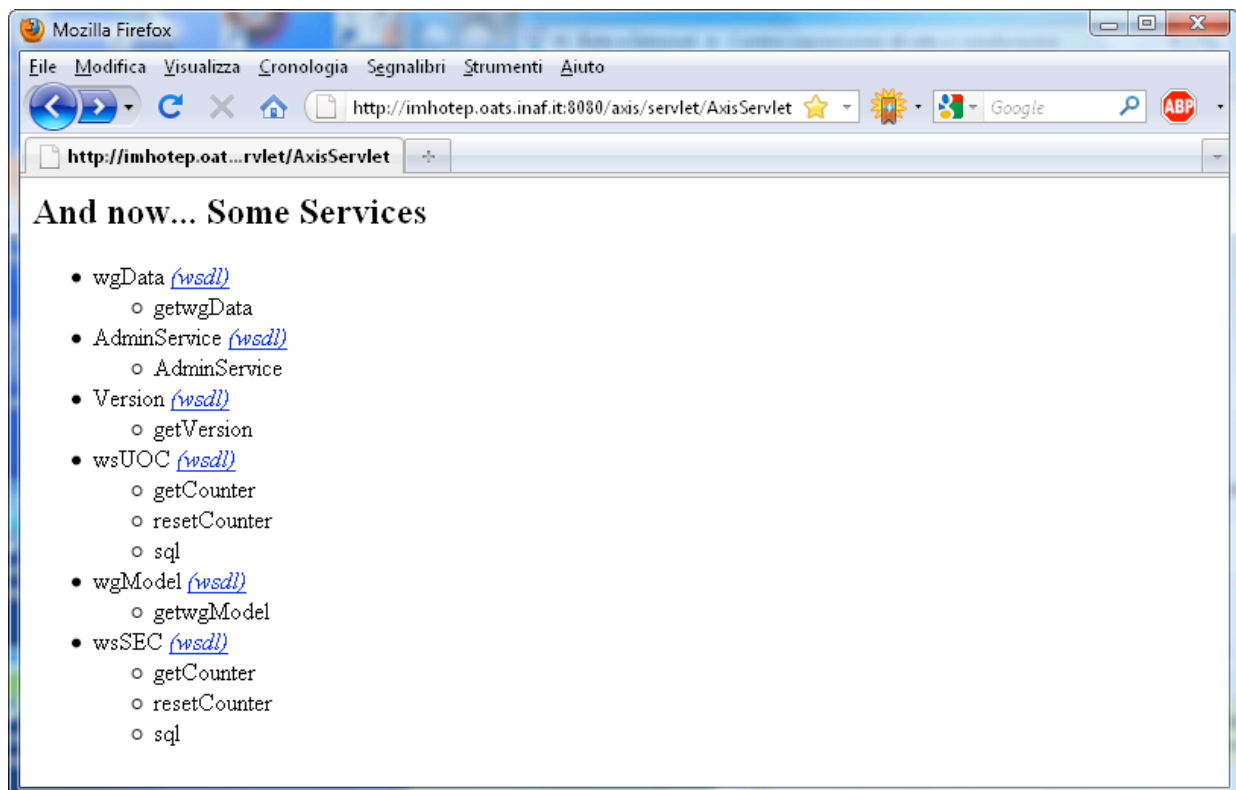 Mozilla Firefox
File Modifica Visualizza Cronologia Segnalibri Strumenti Aiuto
http://imhotep.oats.inaf.it:8080/axis/servlet/AxisServlet Google ABP
http://imhotep.oat...rvlet/AxisServlet
And now... Some Services
wgData (wsdl)
getwgData
AdminService (wsdl)
AdminService
Version (wsdl)
getVersion
wsUOC (wsdl)
getCounter
resetCounter
sql
wgModel (wsdl)
getwgModel
wsSEC (wsdl)
getCounter
resetCounter
sql